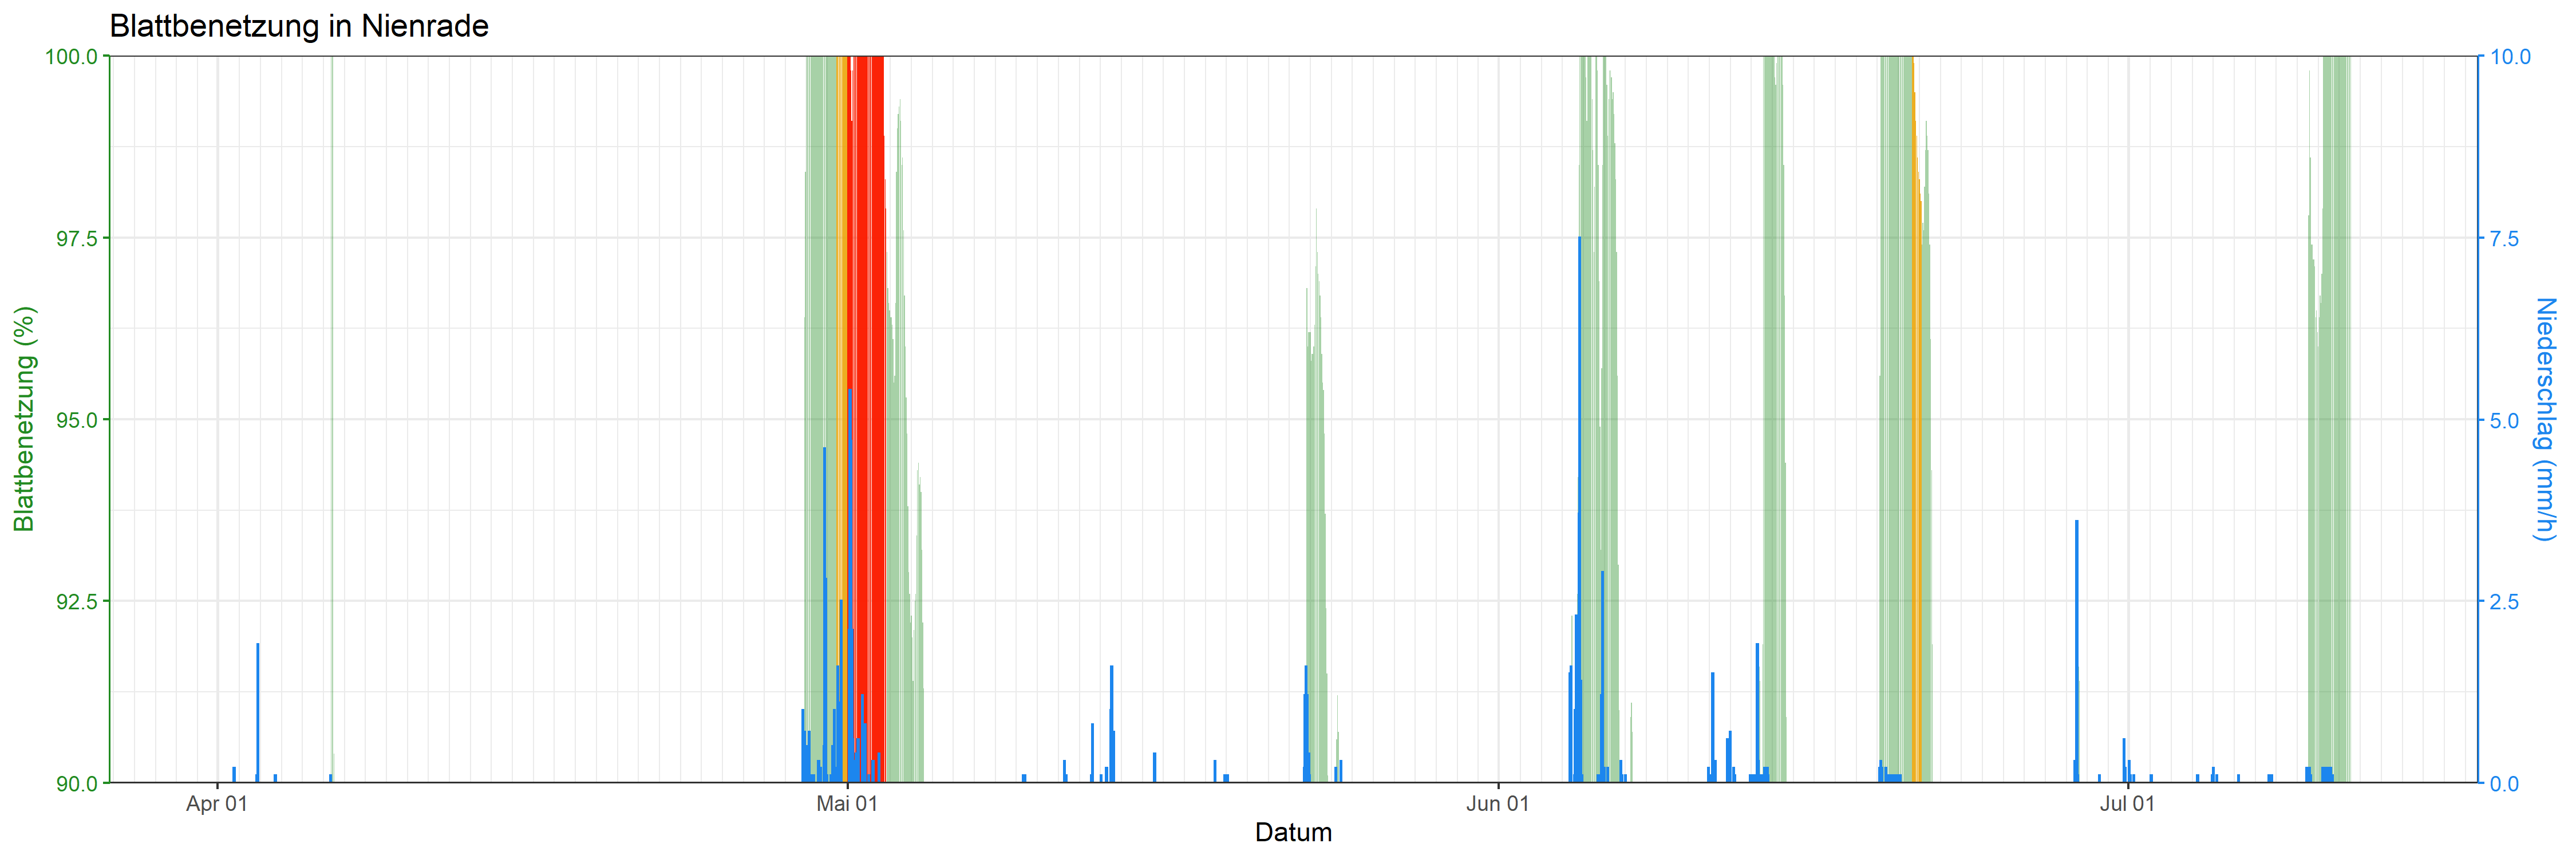 Blattbenetzung in Nienrade
Blattbenetzung (%)
100.0
97.5
95.0
92.5
90.0
10.0
7.5
5.0
2.5
0.0
Niederschlag (mm/h)
Apr 01
Mai 01
Jun 01
Jul 01
Datum